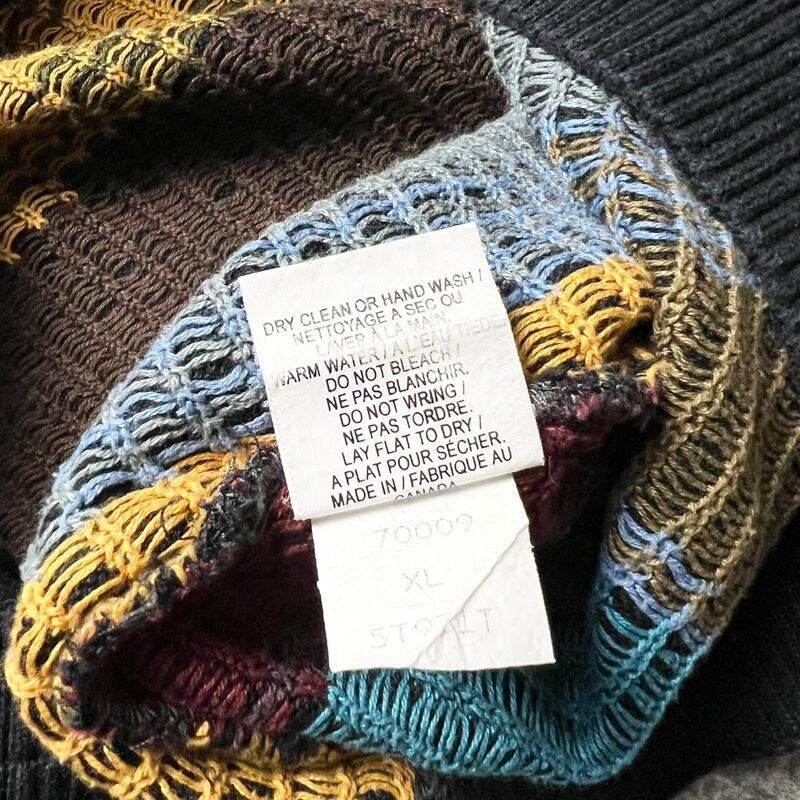 DRY CLEAN OR HAND WASH /
NETTOYAGE A SEC OU
LAVER A LA MAIN.
WARM WATER / A L'EAU TIEDE
DO NOT BLEACH /
NE PAS BLANCHIR.
DO NOT WRING /
NE PAS TORDRE.
LAY FLAT TO DRY /
A PLAT POUR SÉCHER.
MADE IN / FABRIQUE AU
CANADA
70009
XL